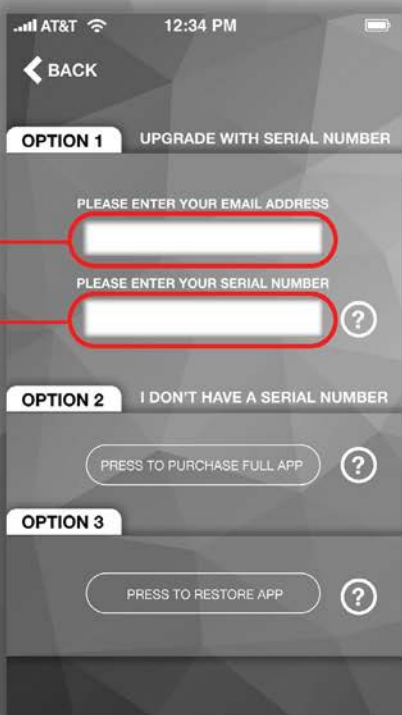 AT&T 12:34 PM
BACK
OPTION 1 UPGRADE WITH SERIAL NUMBER
PLEASE ENTER YOUR EMAIL ADDRESS
PLEASE ENTER YOUR SERIAL NUMBER
?
OPTION 2 I DON'T HAVE A SERIAL NUMBER
PRESS TO PURCHASE FULL APP ?
OPTION 3
PRESS TO RESTORE APP ?